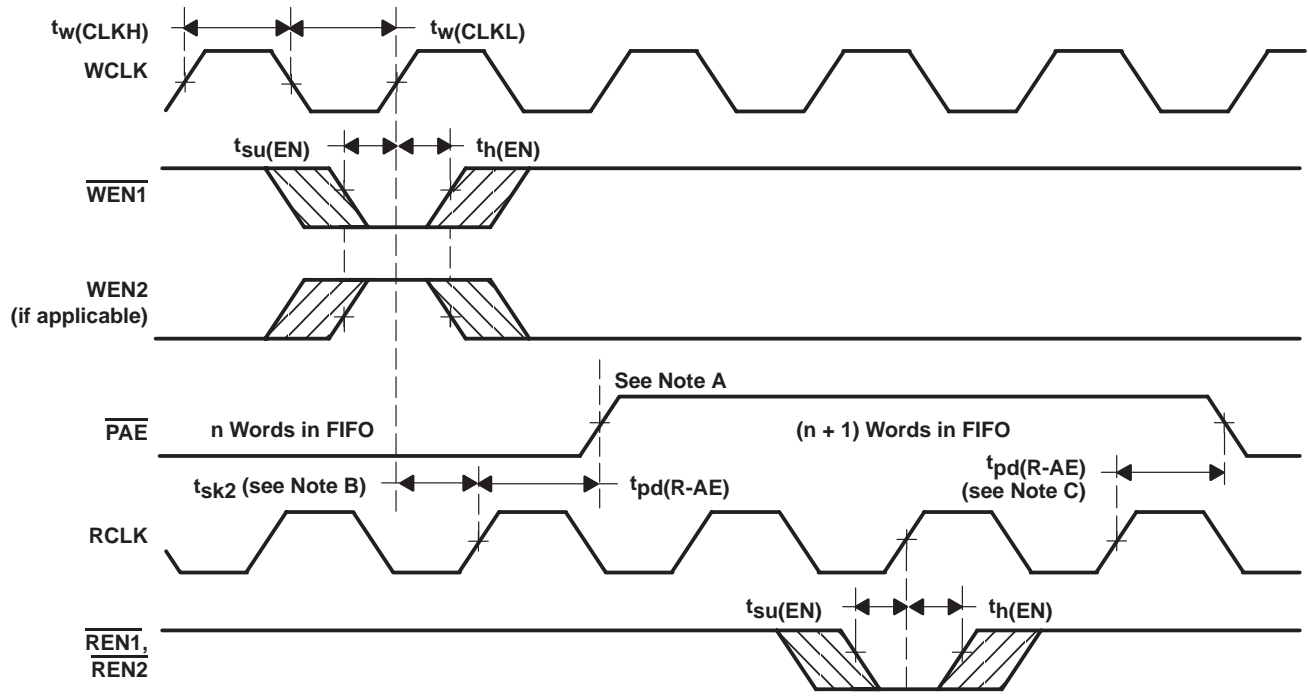 tw(CLKH)
tw(CLKL)
WCLK
tsu(EN)
th(EN)
WEN1
WEN2
(if applicable)
See Note A
PAE
n Words in FIFO
(n + 1) Words in FIFO
tsk2 (see Note B)
tpd(R-AE)
tpd(R-AE)
(see Note C)
RCLK
tsu(EN)
th(EN)
REN1,
REN2